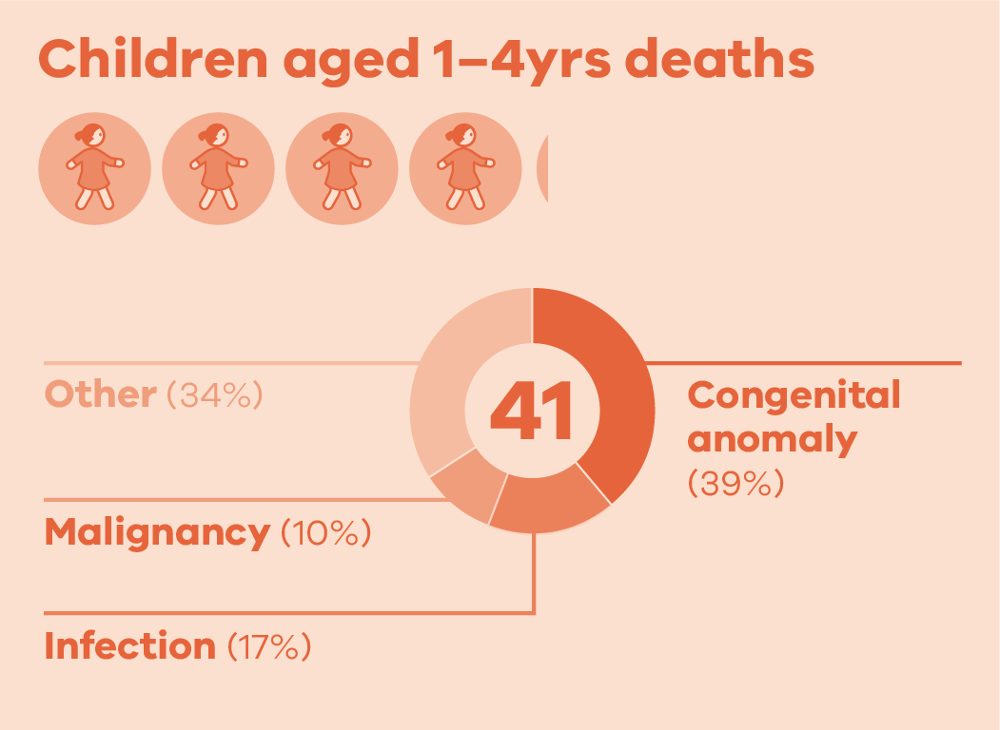 Children aged 1–4yrs deaths
41
Other (34%)
Congenital
anomaly
(39%)
Malignancy (10%)
Infection (17%)